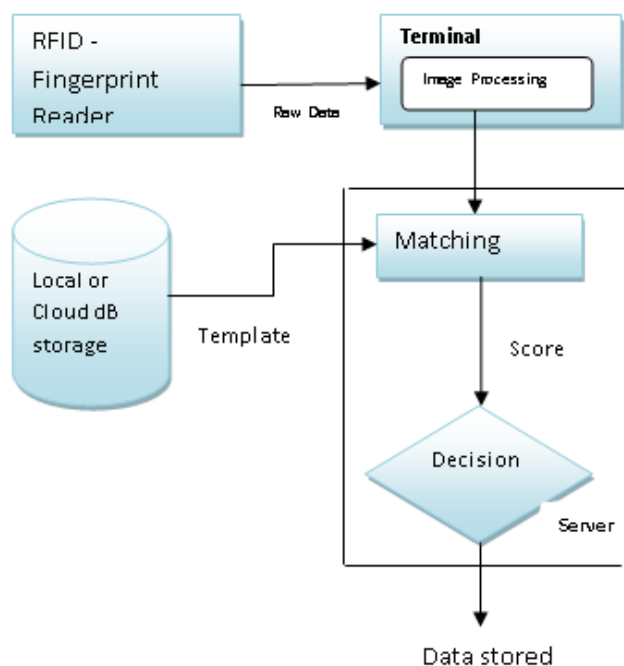 RFID -
Fingerprint
Reader
Terminal
Image Processing
Raw Data
Matching
Local or
Cloud dB
storage
Template
Score
Decision
Server
Data stored